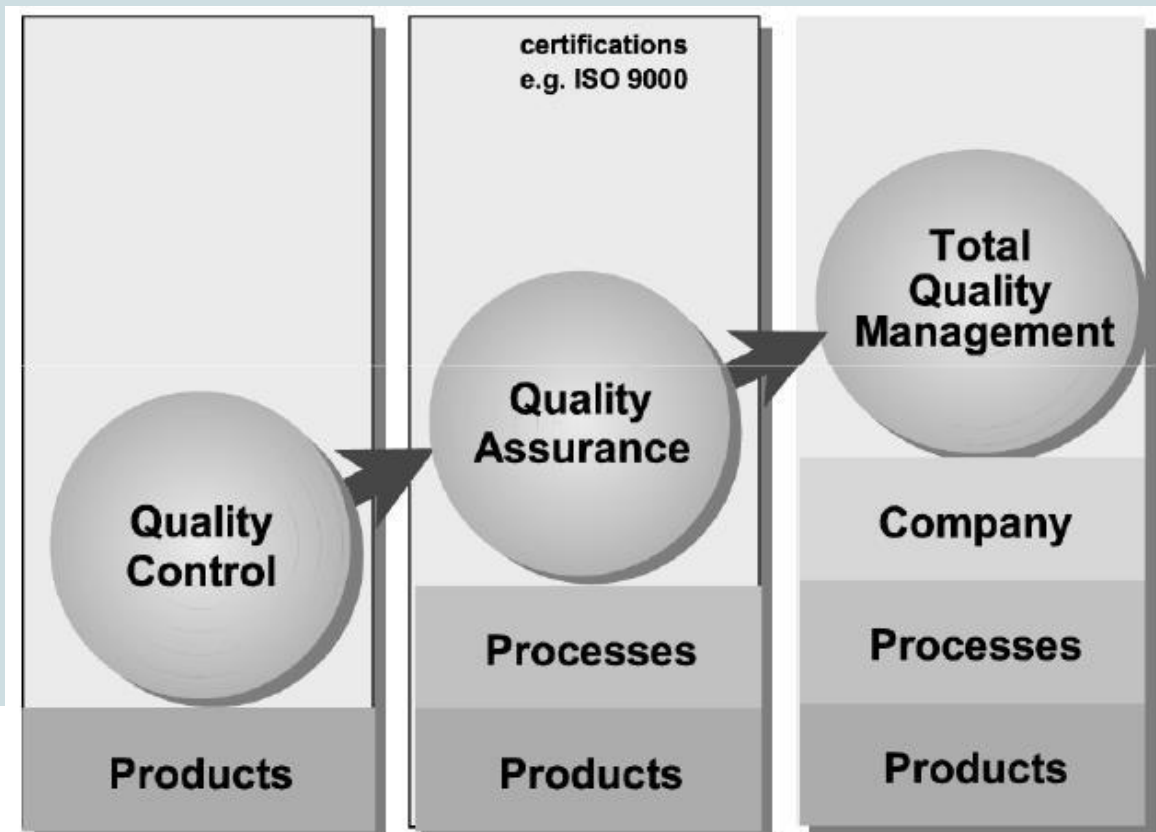 Quality
Control
Products
certifications
e.g. ISO 9000
Quality
Assurance
Processes
Products
Total
Quality
Management
Company
Processes
Products